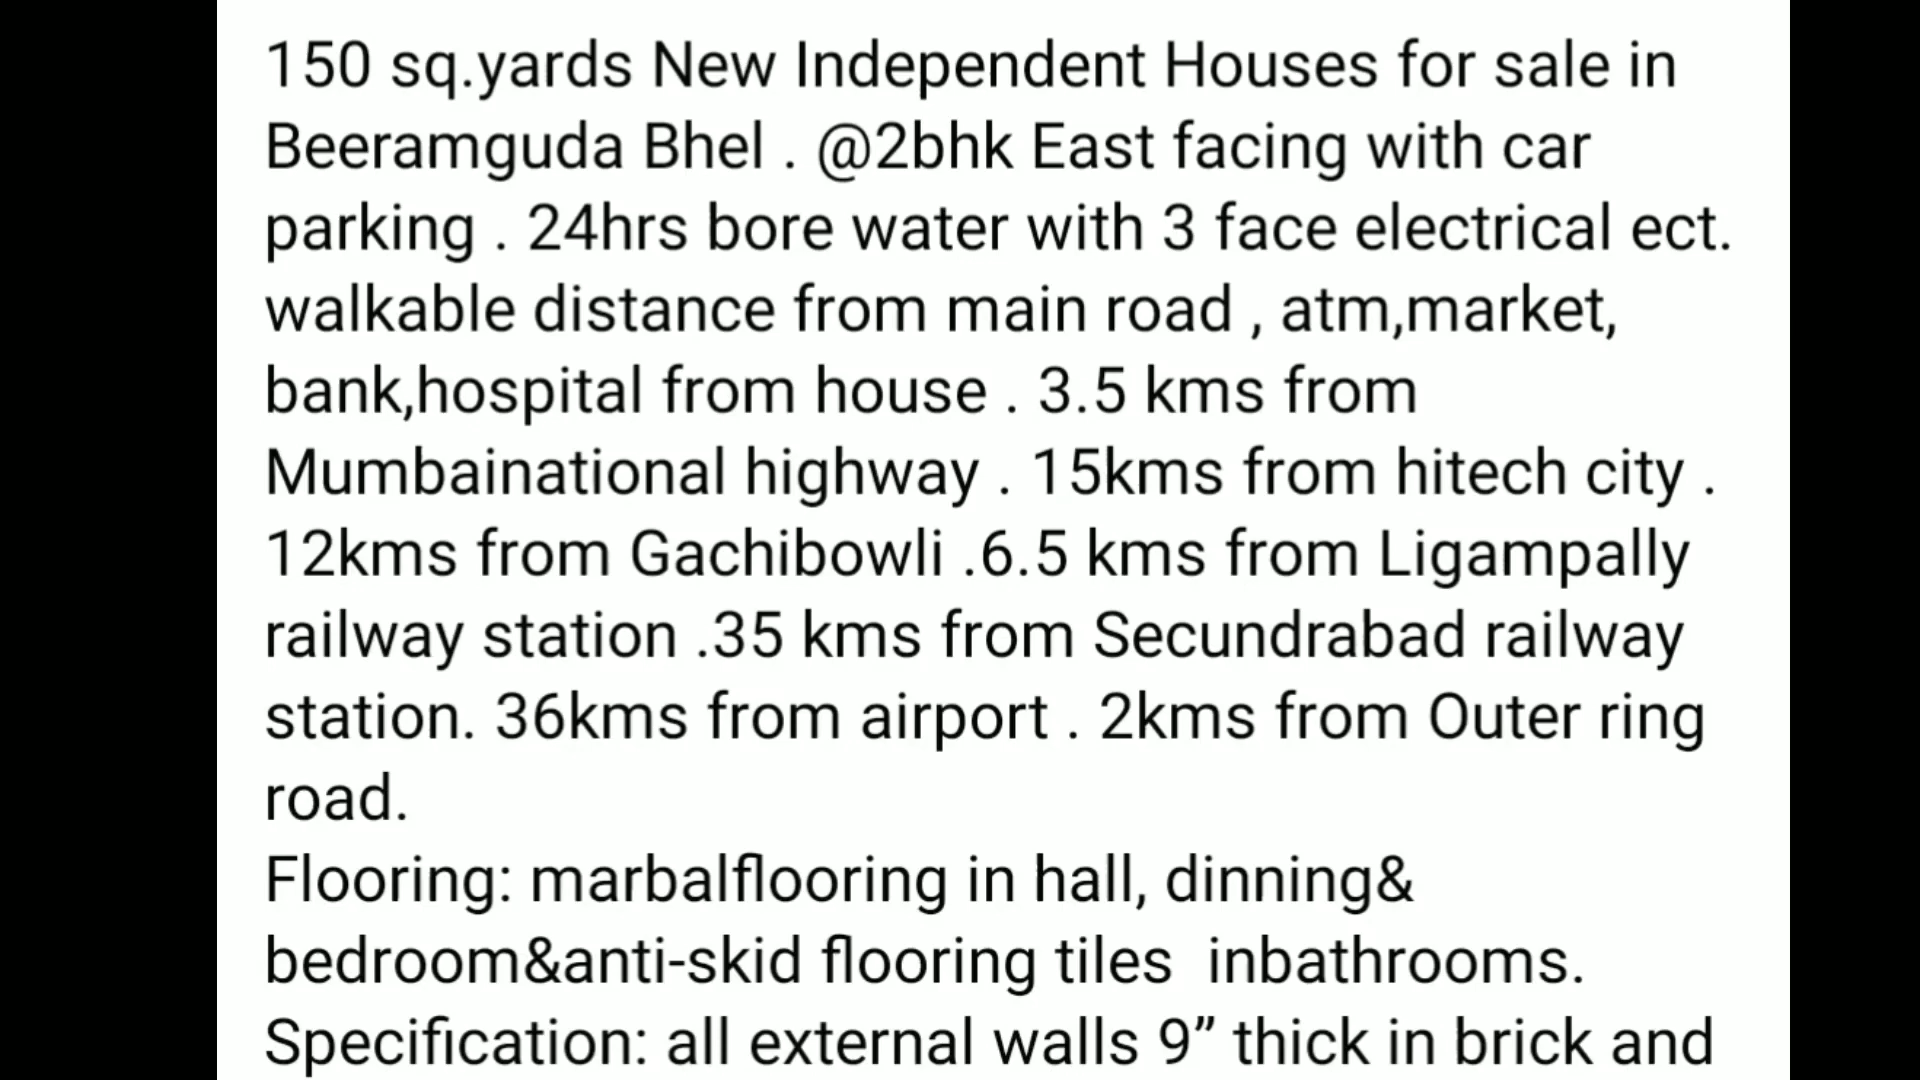 150 sq.yards New Independent Houses for sale in
Beeramguda Bhel . @2bhk East facing with car
parking . 24hrs bore water with 3 face electrical ect.
walkable distance from main road , atm,market,
bank,hospital from house . 3.5 kms from
Mumbainational highway . 15kms from hitech city .
12kms from Gachibowli .6.5 kms from Ligampally
railway station .35 kms from Secundrabad railway
station. 36kms from airport . 2kms from Outer ring
road.
Flooring: marbalflooring in hall, dinning&
bedroom&anti-skid flooring tiles  inbathrooms.
Specification: all external walls 9” thick in brick and